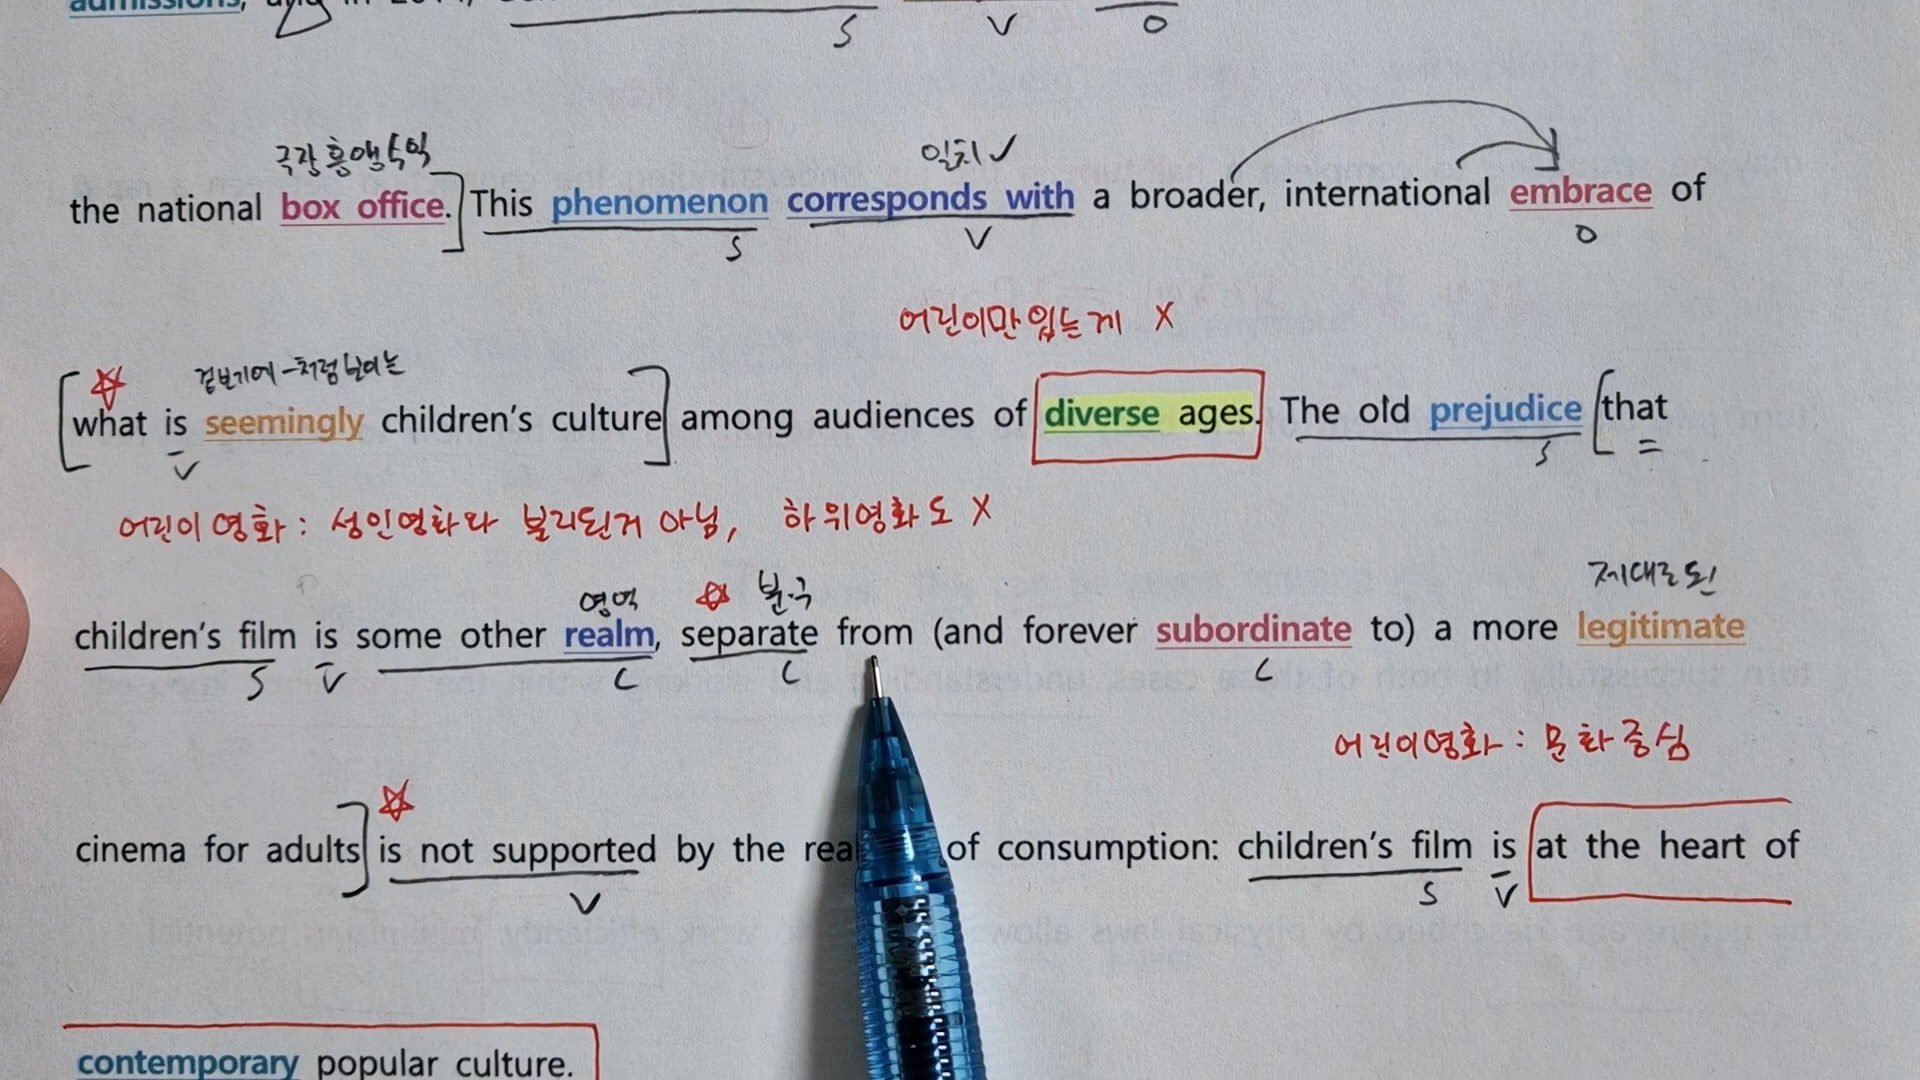 admissions,
S V O
극장 흥행수익 일치 ✓
the national box office.] This phenomenon corresponds with a broader, international embrace of
S V O
어린이만 입는게 X
겉보기에 ~처럼 보이는
[what is seemingly children's culture] among audiences of diverse ages. The old prejudice [that
V S =
어린이 영화 : 성인영화와 분리된거 아님, 하위영화도 X
영역 분·구 제대로 된
children's film is some other realm, separate from (and forever subordinate to) a more legitimate
S V C C C
어린이영화 : 문화중심
cinema for adults] is not supported by the rea of consumption: children's film is at the heart of
V S V
contemporary popular culture.